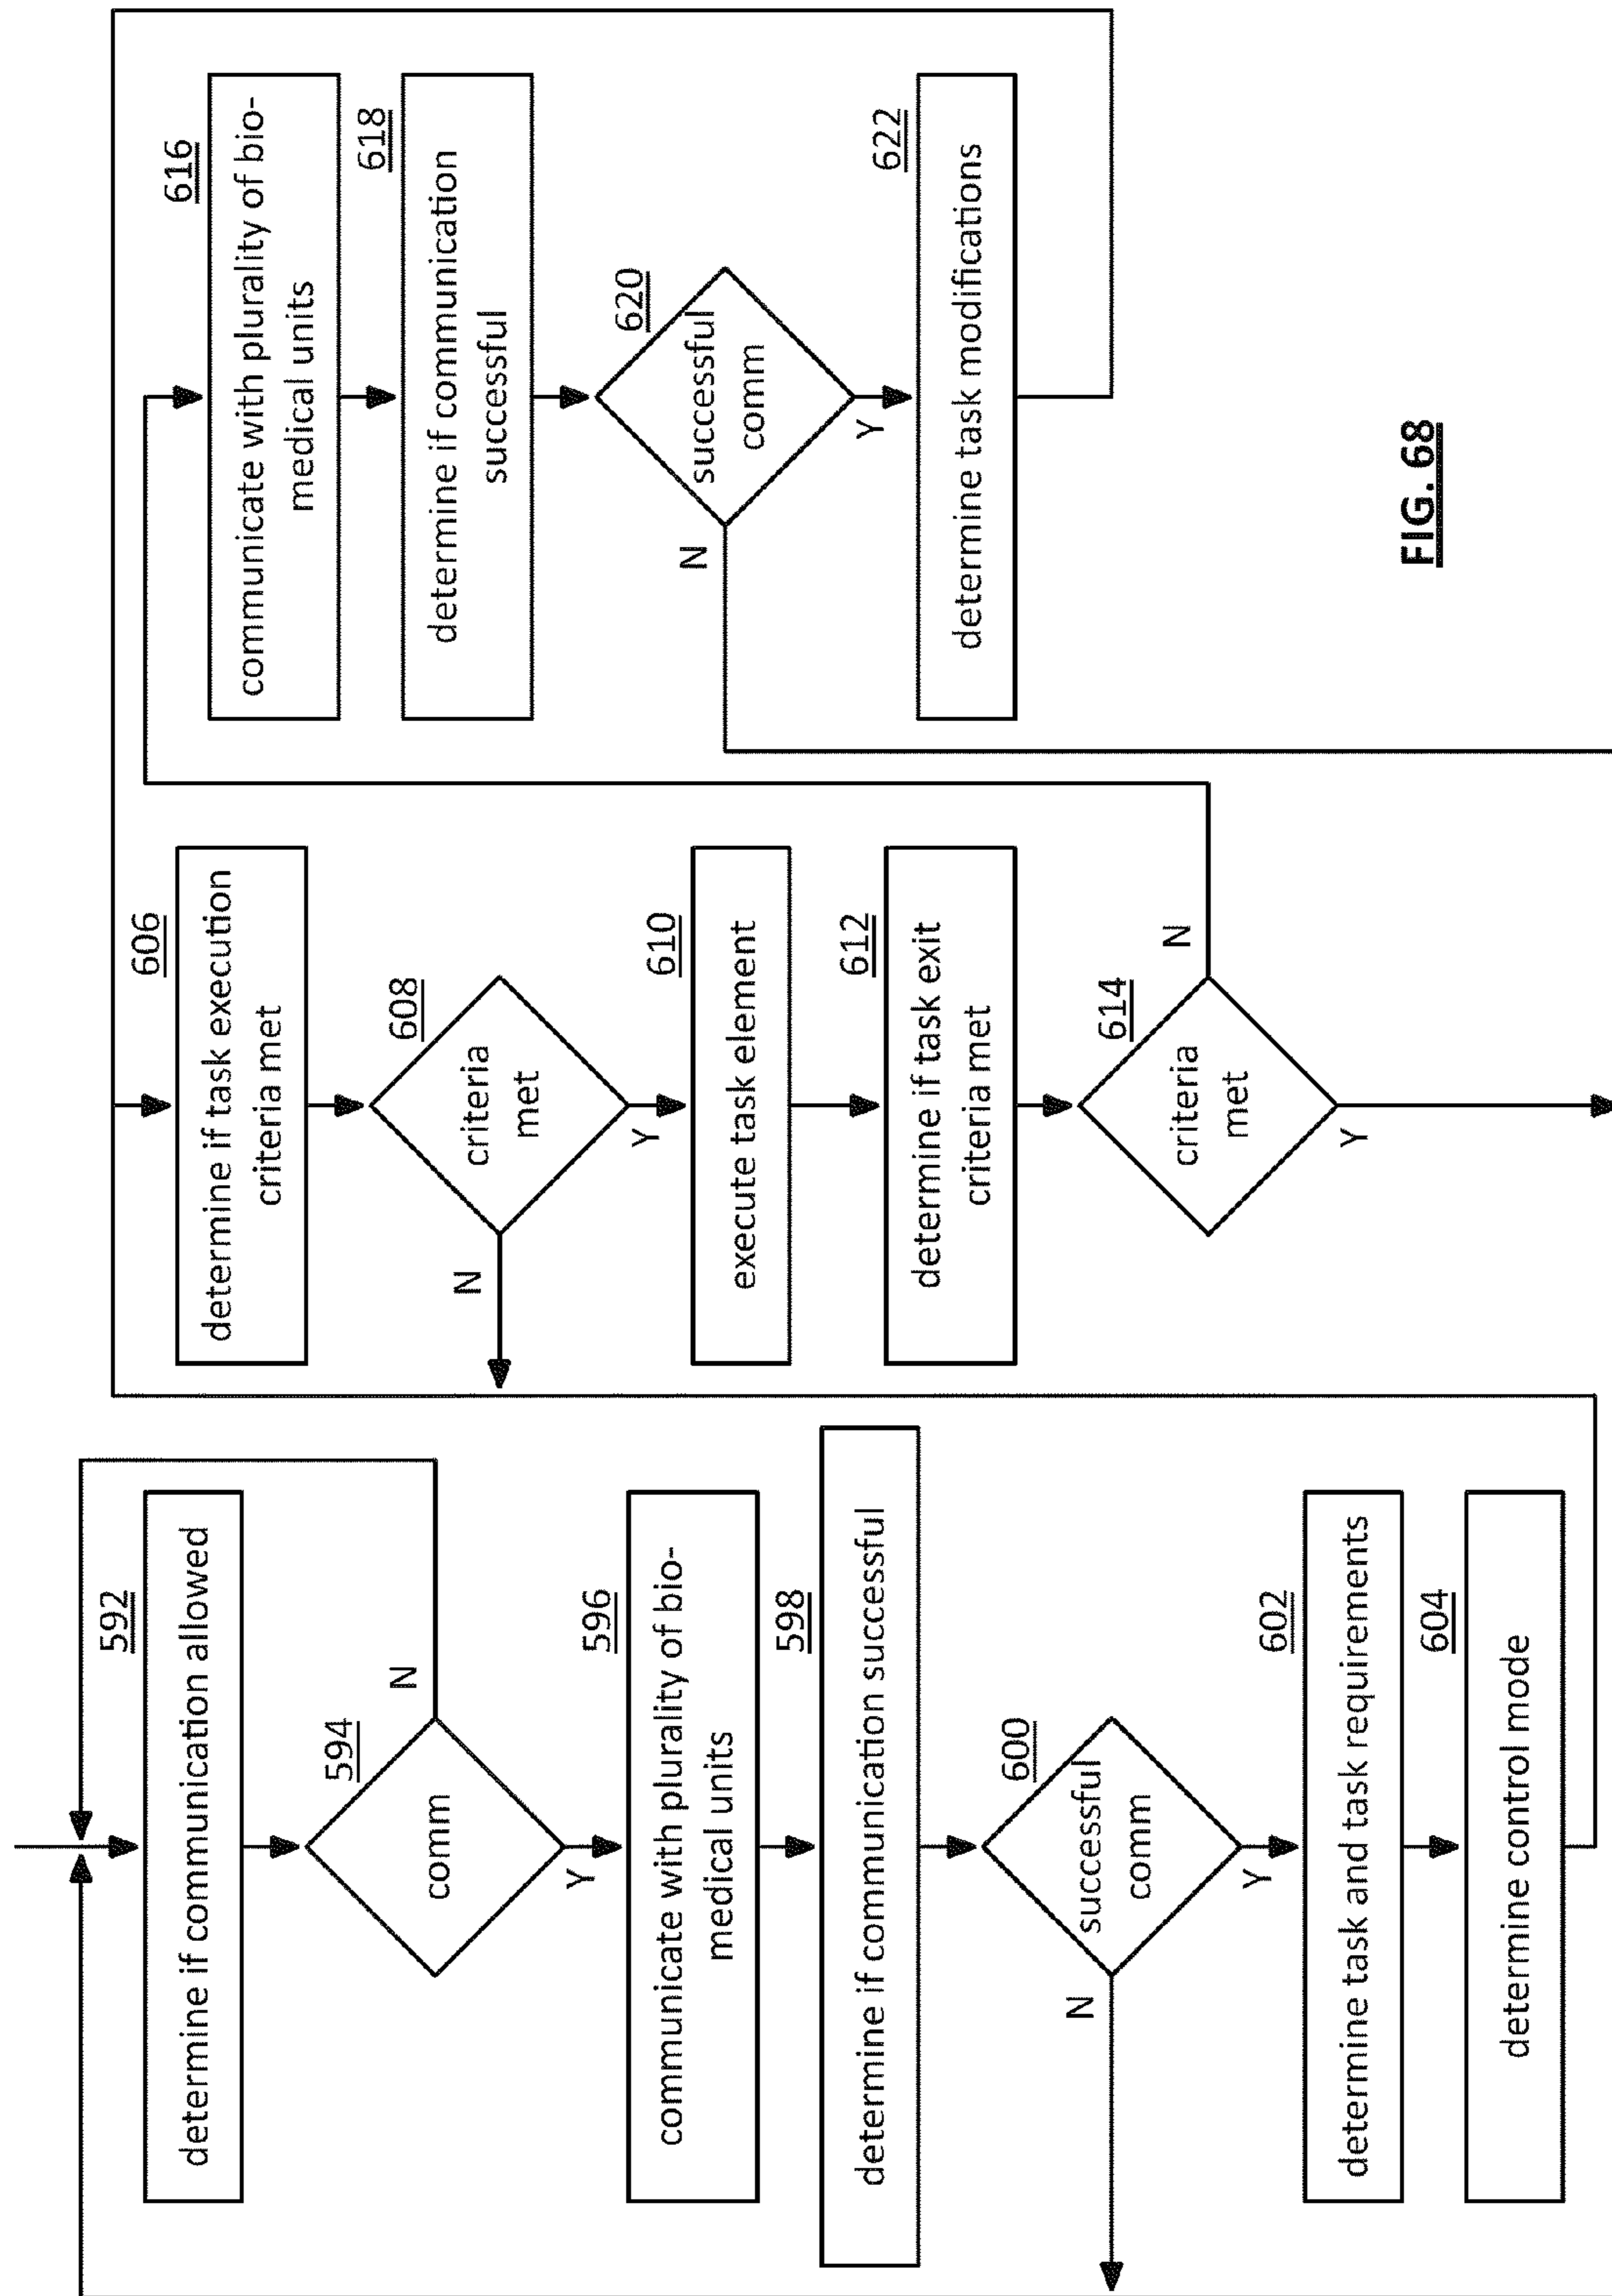 592
determine if communication allowed
594
comm
N
Y
596
communicate with plurality of bio-
medical units
598
determine if communication successful
600
successful
comm
N
Y
602
determine task and task requirements
604
determine control mode
606
determine if task execution
criteria met
608
criteria
met
N
Y
610
execute task element
612
determine if task exit
criteria met
614
criteria
met
N
Y
616
communicate with plurality of bio-
medical units
618
determine if communication
successful
620
successful
comm
N
Y
622
determine task modifications
FIG. 68